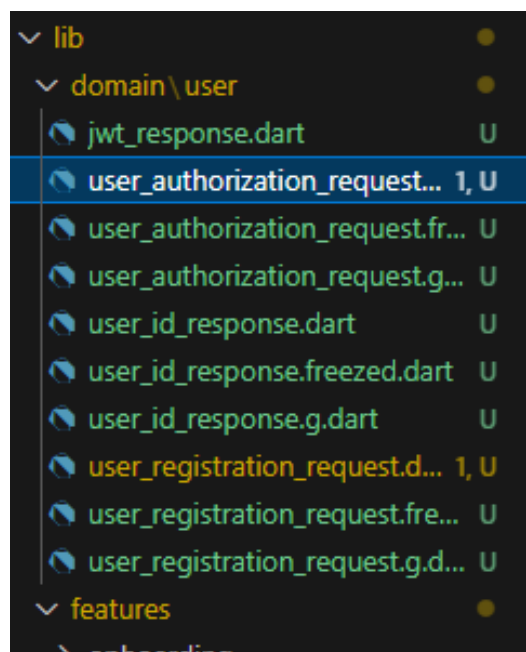 lib
domain\user
jwt_response.dart U
user_authorization_request... 1, U
user_authorization_request.fr... U
user_authorization_request.g... U
user_id_response.dart U
user_id_response.freezed.dart U
user_id_response.g.dart U
user_registration_request.d... 1, U
user_registration_request.fre... U
user_registration_request.g.d... U
features